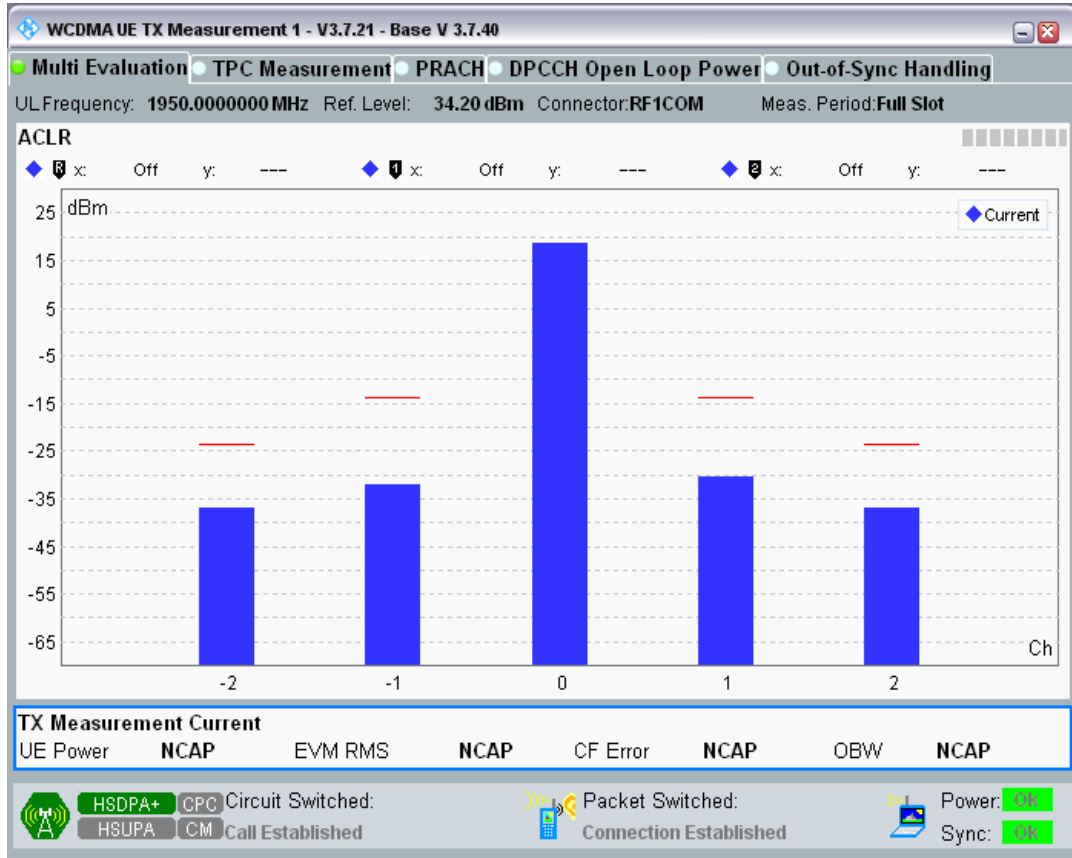 WCDMA UE TX Measurement 1 - V3.7.21 - Base V 3.7.40
Multi Evaluation TPC Measurement PRACH DPCCH Open Loop Power Out-of-Sync Handling
UL Frequency: 1950.0000000 MHz Ref. Level: 34.20 dBm Connector:RF1COM Meas. Period:Full Slot
ACLR
R x: Off y: --- 1 x: Off y: --- 2 x: Off y: ---
dBm
Current
25
15
5
-5
-15
-25
-35
-45
-55
-65
Ch
-2 -1 0 1 2
TX Measurement Current
UE Power NCAP EVM RMS NCAP CF Error NCAP OBW NCAP
HSDPA+ CPC Circuit Switched: Packet Switched: Power: Ok
HSUPA CM Call Established Connection Established Sync: Ok